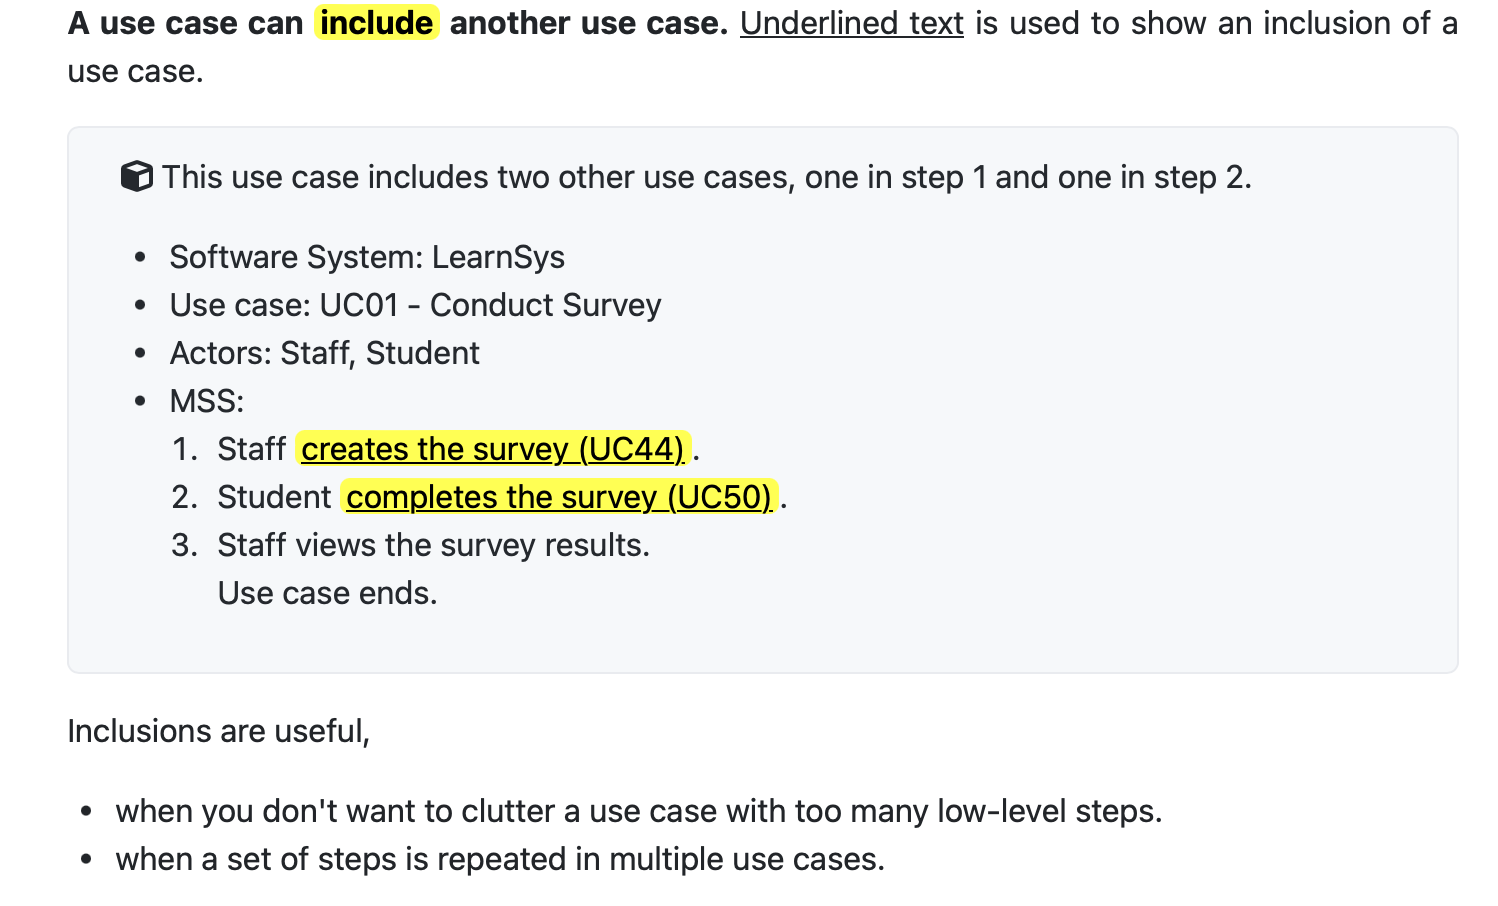 A use case can include another use case. Underlined text is used to show an inclusion of a
use case.
This use case includes two other use cases, one in step 1 and one in step 2.
• Software System: LearnSys
• Use case: UC01 - Conduct Survey
• Actors: Staff, Student
• MSS:
1. Staff creates the survey (UC44).
2. Student completes the survey (UC50).
3. Staff views the survey results.
Use case ends.
Inclusions are useful,
• when you don't want to clutter a use case with too many low-level steps.
• when a set of steps is repeated in multiple use cases.